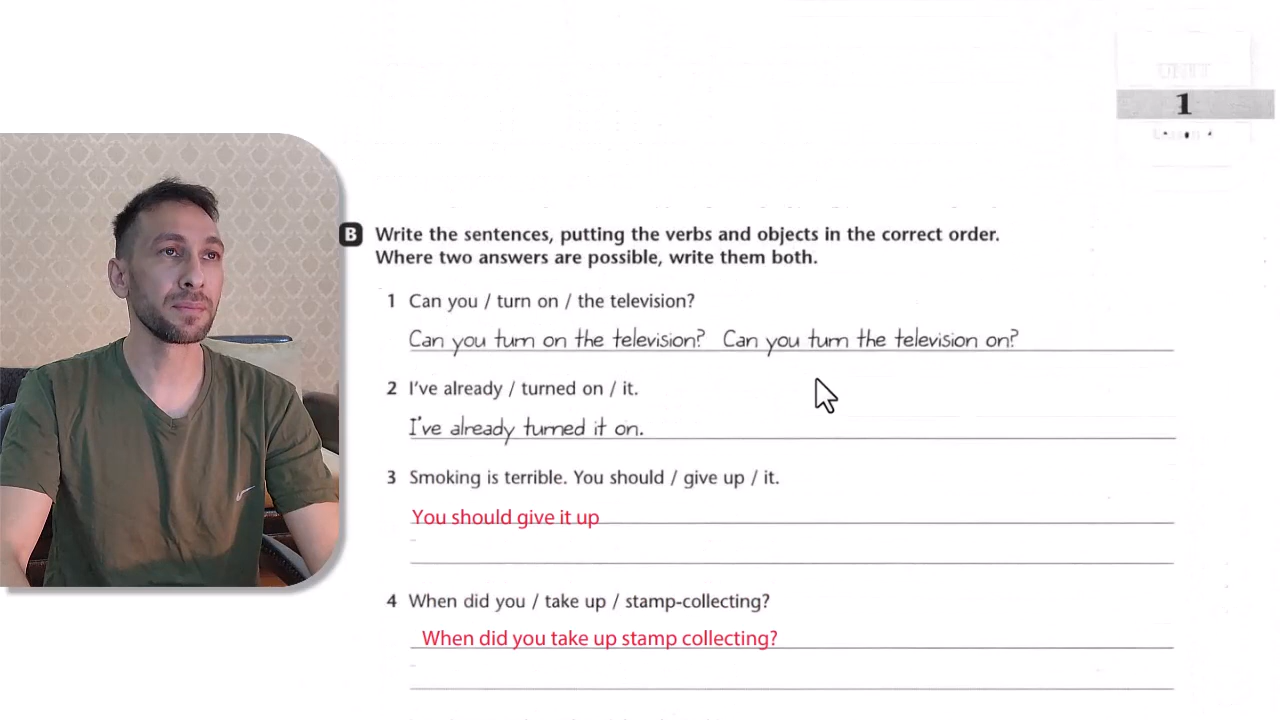 UNIT
1
Lesson 4
B Write the sentences, putting the verbs and objects in the correct order.
Where two answers are possible, write them both.
1 Can you / turn on / the television?
Can you turn on the television? Can you turn the television on?
2 I've already / turned on / it.
I've already turned it on.
3 Smoking is terrible. You should / give up / it.
You should give it up
4 When did you / take up / stamp-collecting?
When did you take up stamp collecting?